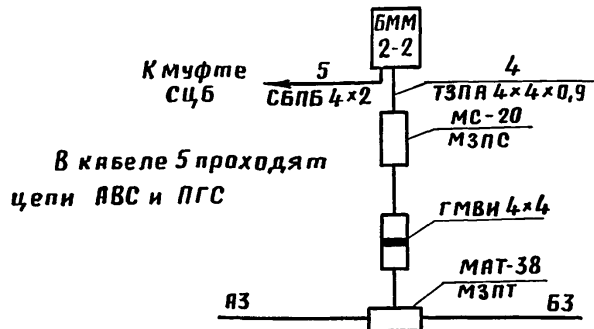 БММ
2-2
К муфте
СЦБ
5
СБПБ 4×2
4
ТЗПА 4×4×0,9
МС-20
МЗПС
В кабеле 5 проходят
цепи АВС и ПГС
ГМВИ 4×4
МАТ-38
МЗПТ
АЗ
БЗ